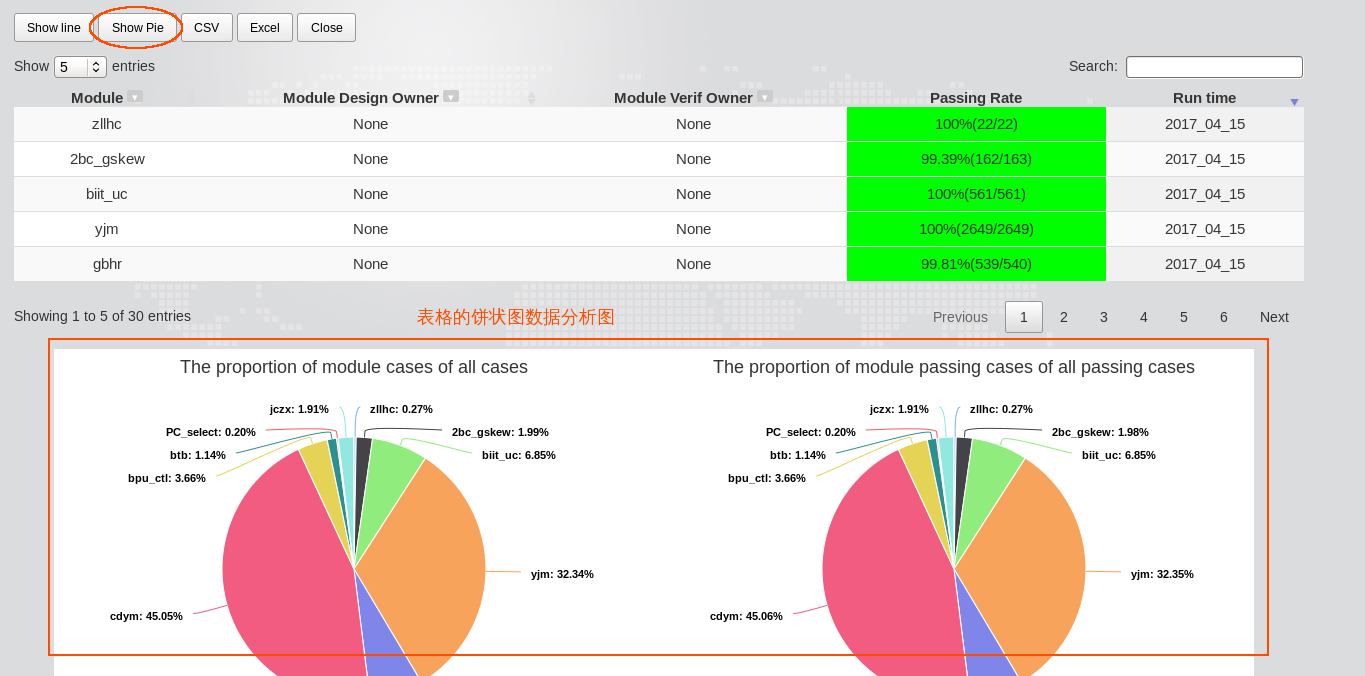 Show line Show Pie CSV Excel Close
Show 5 entries Search:
Module Module Design Owner Module Verif Owner Passing Rate Run time
zllhc None None 100%(22/22) 2017_04_15
2bc_gskew None None 99.39%(162/163) 2017_04_15
biit_uc None None 100%(561/561) 2017_04_15
yjm None None 100%(2649/2649) 2017_04_15
gbhr None None 99.81%(539/540) 2017_04_15
Showing 1 to 5 of 30 entries 表格的饼状图数据分析图 Previous 1 2 3 4 5 6 Next
The proportion of module cases of all cases
jczx: 1.91% zllhc: 0.27%
PC_select: 0.20% 2bc_gskew: 1.99%
btb: 1.14% biit_uc: 6.85%
bpu_ctl: 3.66%
yjm: 32.34%
cdym: 45.05%
The proportion of module passing cases of all passing cases
jczx: 1.91% zllhc: 0.27%
PC_select: 0.20% 2bc_gskew: 1.98%
btb: 1.14% biit_uc: 6.85%
bpu_ctl: 3.66%
yjm: 32.35%
cdym: 45.06%